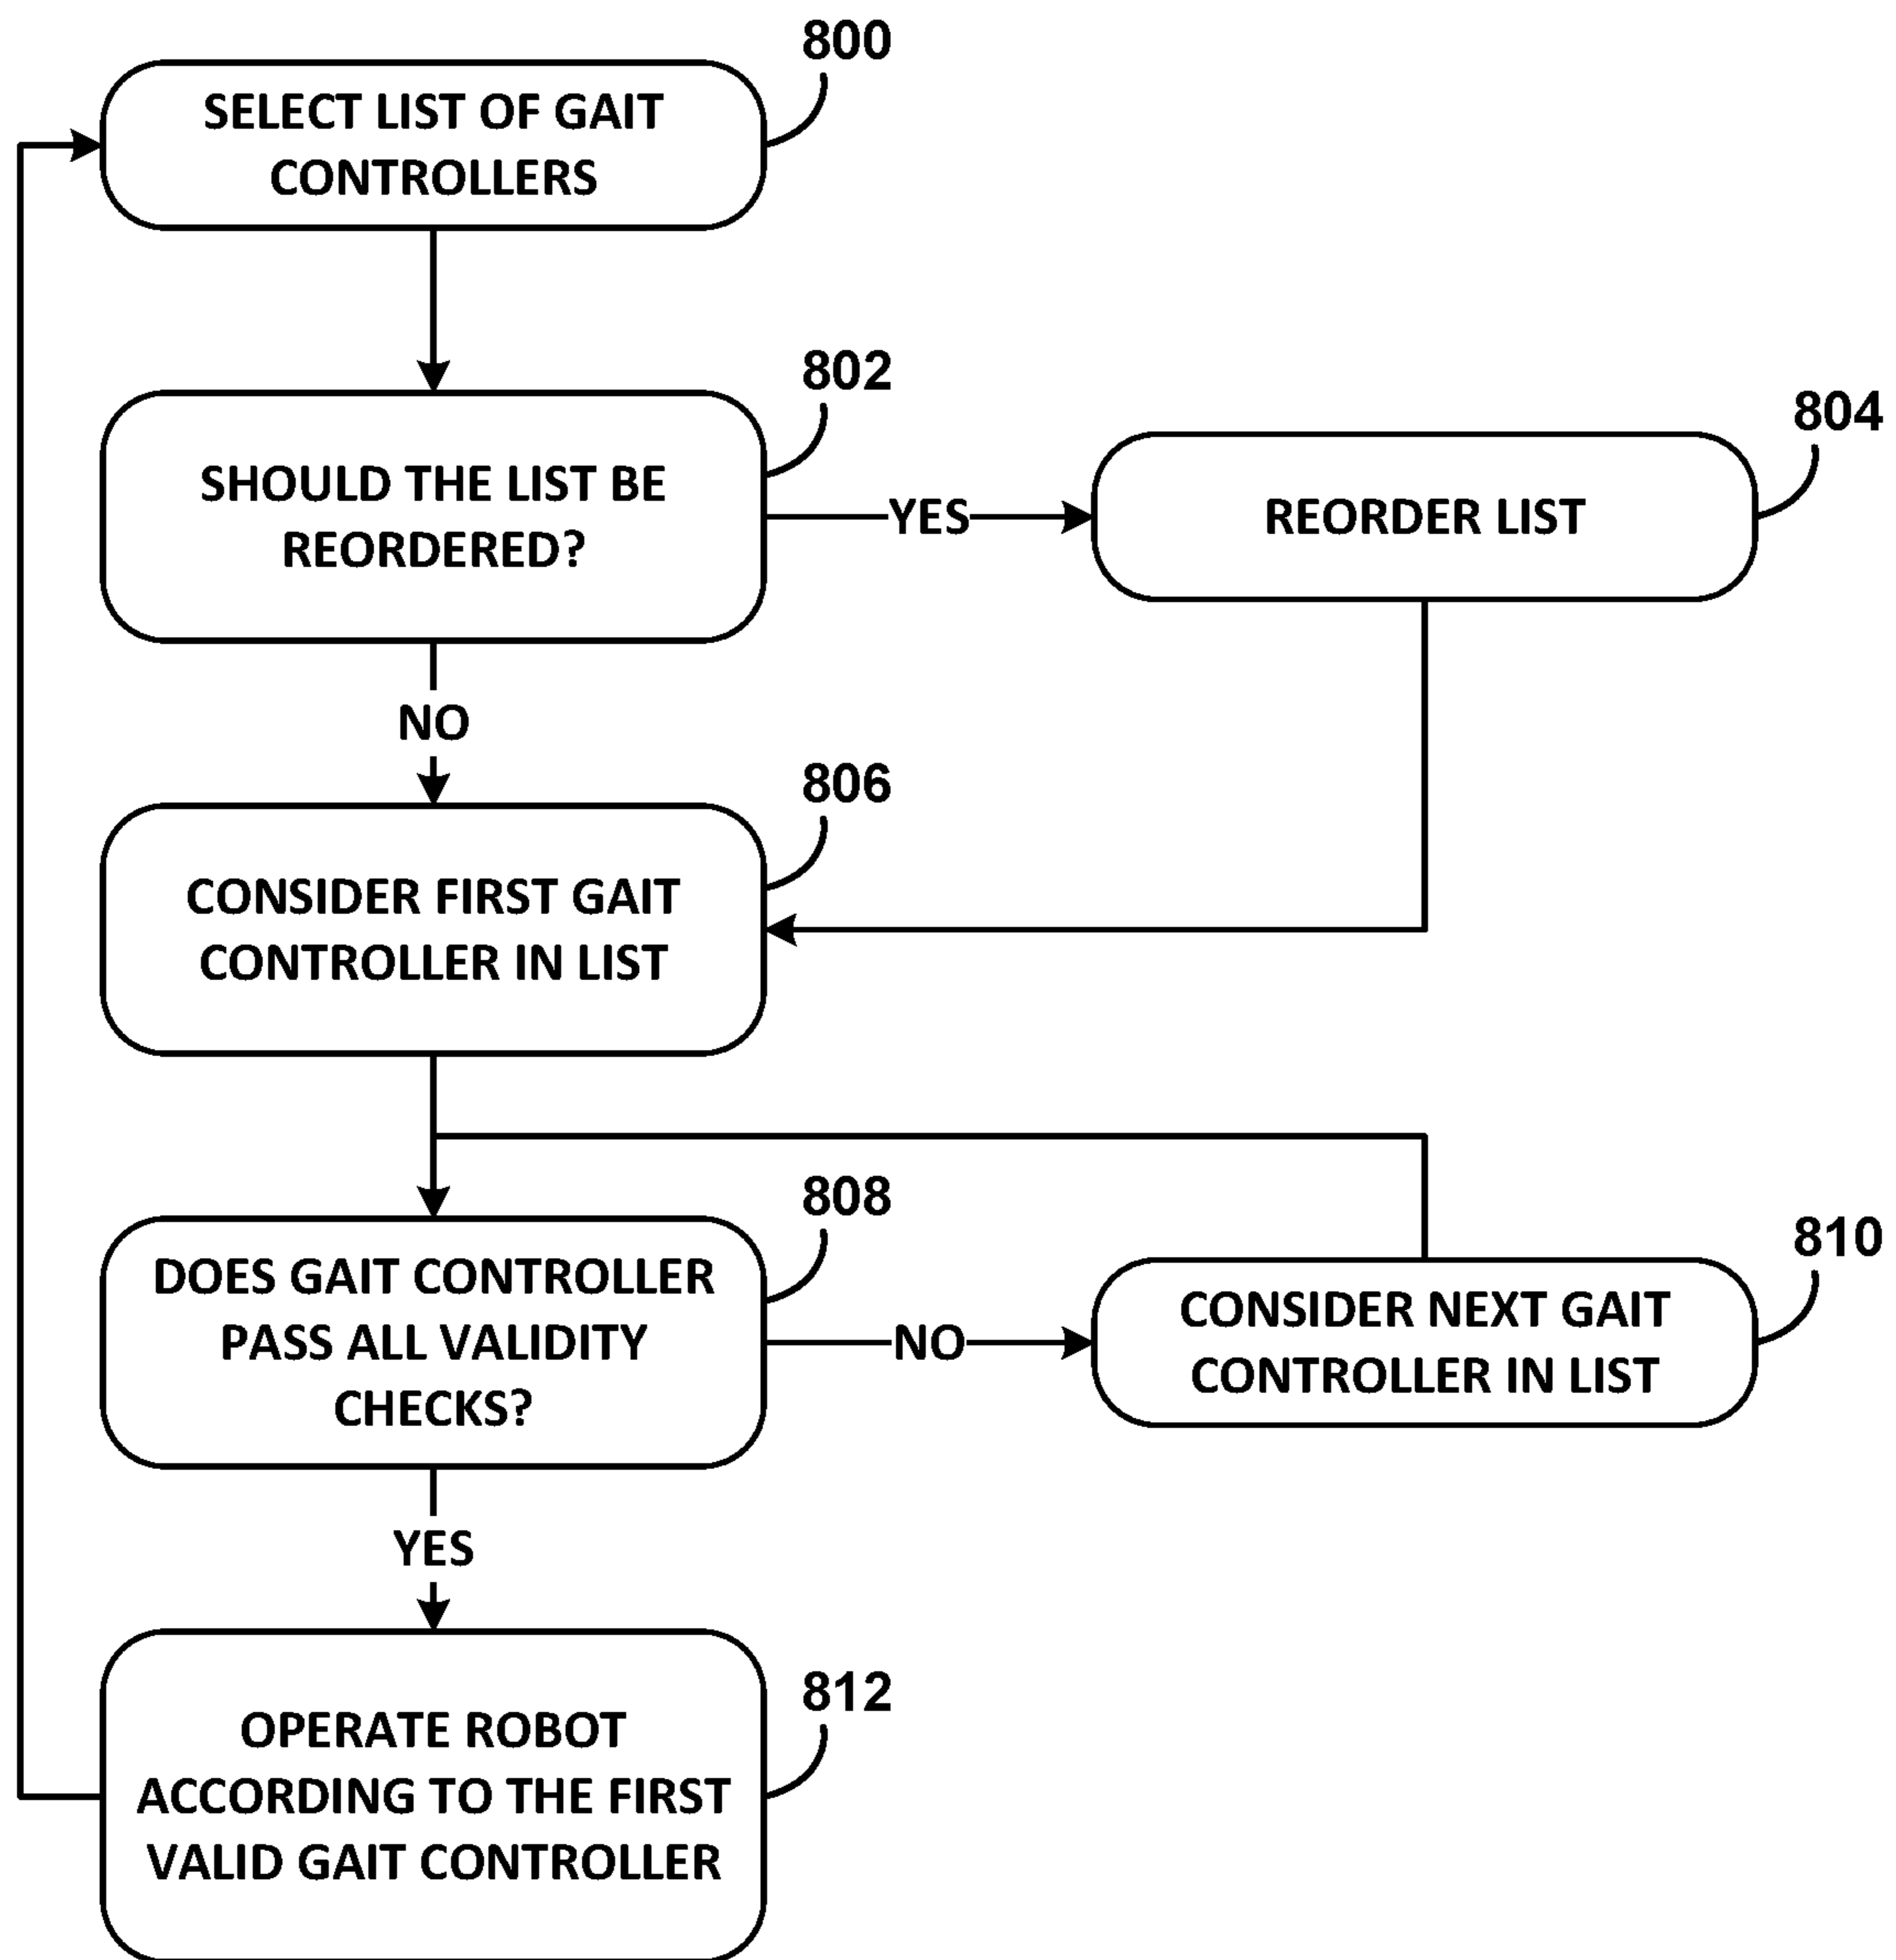 800
SELECT LIST OF GAIT
CONTROLLERS
802
SHOULD THE LIST BE
REORDERED?
YES
804
REORDER LIST
NO
806
CONSIDER FIRST GAIT
CONTROLLER IN LIST
808
DOES GAIT CONTROLLER
PASS ALL VALIDITY
CHECKS?
NO
810
CONSIDER NEXT GAIT
CONTROLLER IN LIST
YES
812
OPERATE ROBOT
ACCORDING TO THE FIRST
VALID GAIT CONTROLLER